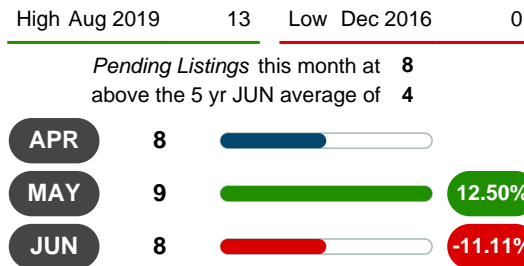 High Aug 2019 13 Low Dec 2016 0
Pending Listings this month at 8
above the 5 yr JUN average of 4
APR 8
MAY 9 12.50%
JUN 8 -11.11%